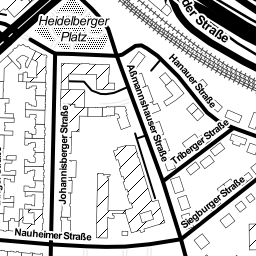 Heidelberger
Platz
der Straße
Hanauer Straße
Aßmannshauser Straße
Johannisberger Straße
Triberger Straße
Siegburger Straße
Nauheimer Straße